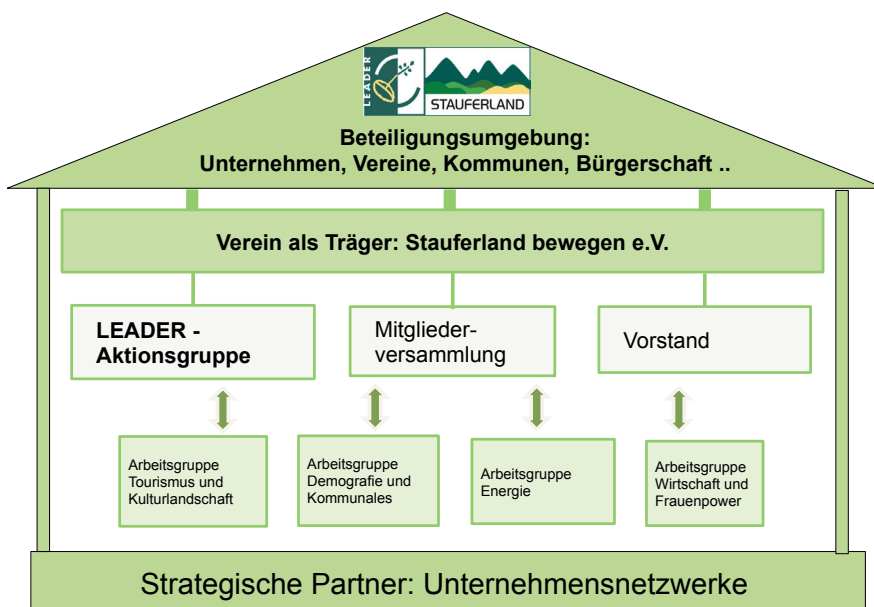 LEADER
STAUFERLAND
Beteiligungsumgebung:
Unternehmen, Vereine, Kommunen, Bürgerschaft ..
Verein als Träger: Stauferland bewegen e.V.
LEADER -
Aktionsgruppe
Mitglieder-
versammlung
Vorstand
Arbeitsgruppe
Tourismus und
Kulturlandschaft
Arbeitsgruppe
Demografie und
Kommunales
Arbeitsgruppe
Energie
Arbeitsgruppe
Wirtschaft und
Frauenpower
Strategische Partner: Unternehmensnetzwerke